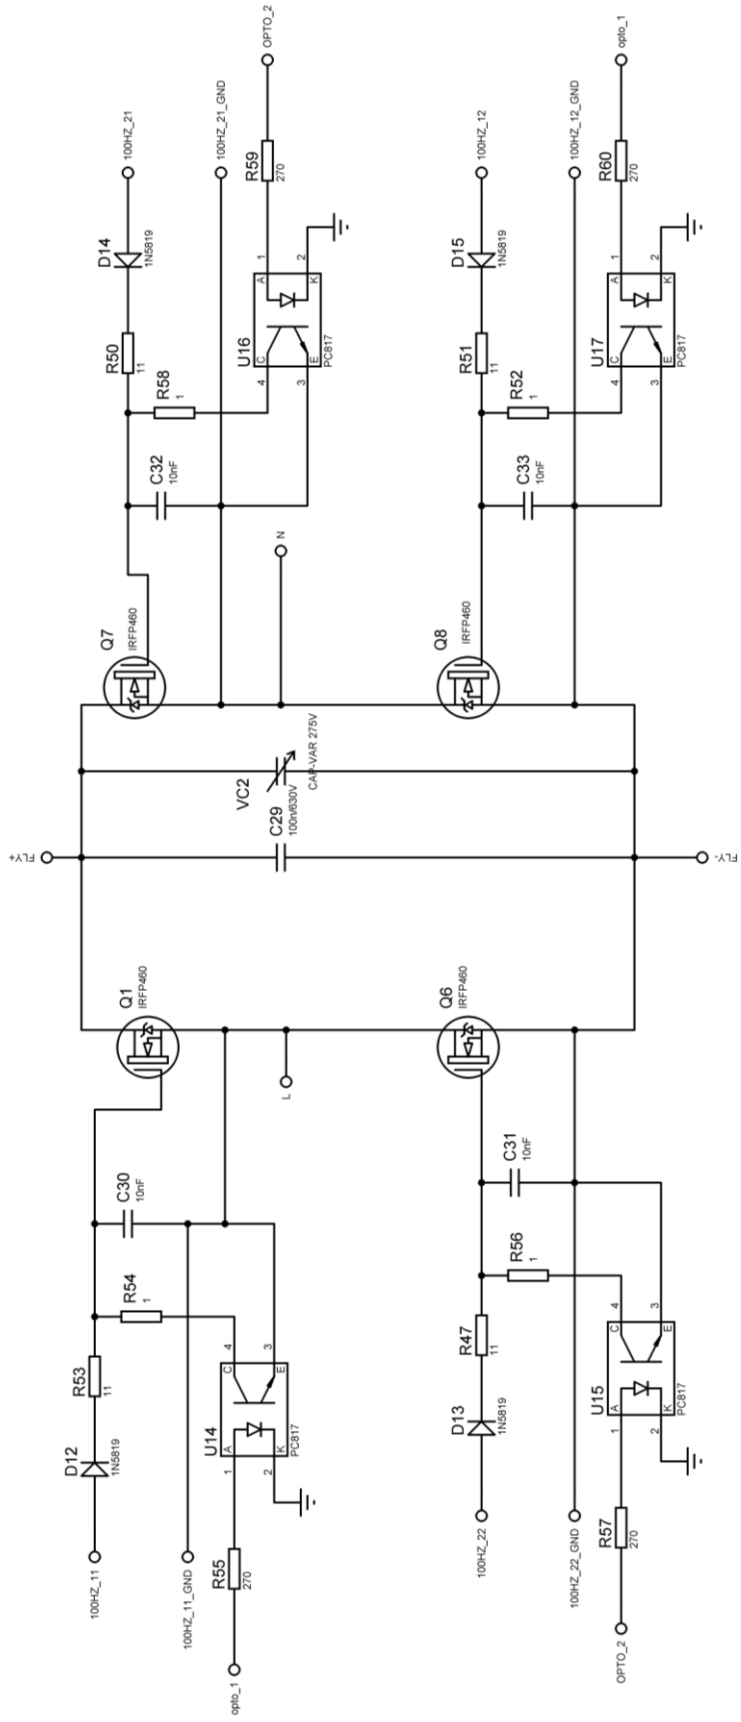 OPTO_2
opto_1
100HZ_21
100HZ_21_GND
100HZ_12
100HZ_12_GND
R59
270
R60
270
D14
1N5819
D15
1N5819
1
2
A
K
U16
PC817
C
E
4
3
1
2
A
K
U17
PC817
C
E
4
3
R50
11
R51
11
R58
1
R52
1
C32
10nF
C33
10nF
N
Q7
IRFP460
Q8
IRFP460
VC2
CAP-VAR 275V
C29
100n/630V
FLY+
FLY-
Q1
IRFP460
Q6
IRFP460
L
C30
10nF
C31
10nF
R54
1
R56
1
R53
11
R47
11
D12
1N5819
D13
1N5819
4
3
C
E
U14
PC817
A
K
1
2
4
3
C
E
U15
PC817
A
K
1
2
100HZ_11
100HZ_11_GND
100HZ_22
100HZ_22_GND
R55
270
R57
270
opto_1
OPTO_2